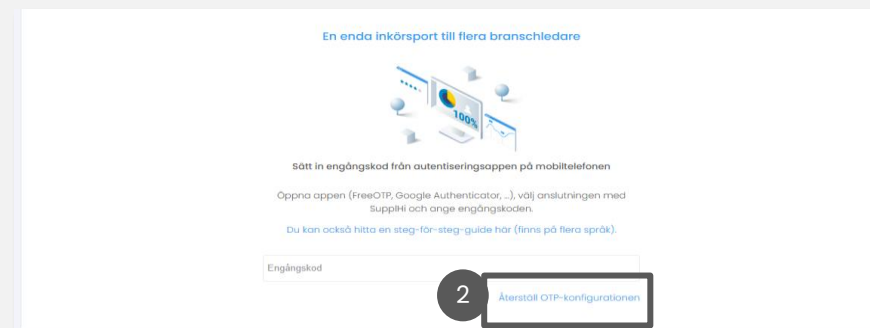 En enda inkörsport till flera branschledare
100%
Sätt in engångskod från autentiseringsappen på mobiltelefonen
Öppna appen (FreeOTP, Google Authenticator, ...), välj anslutningen med
SupplHi och ange engångskoden.
Du kan också hitta en steg-för-steg-guide här (finns på flera språk).
Engångskod
2
Återställ OTP-konfigurationen